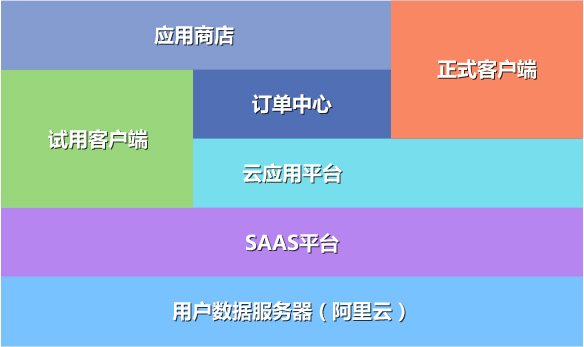 应用商店
正式客户端
订单中心
试用客户端
云应用平台
SAAS平台
用户数据服务器（阿里云）